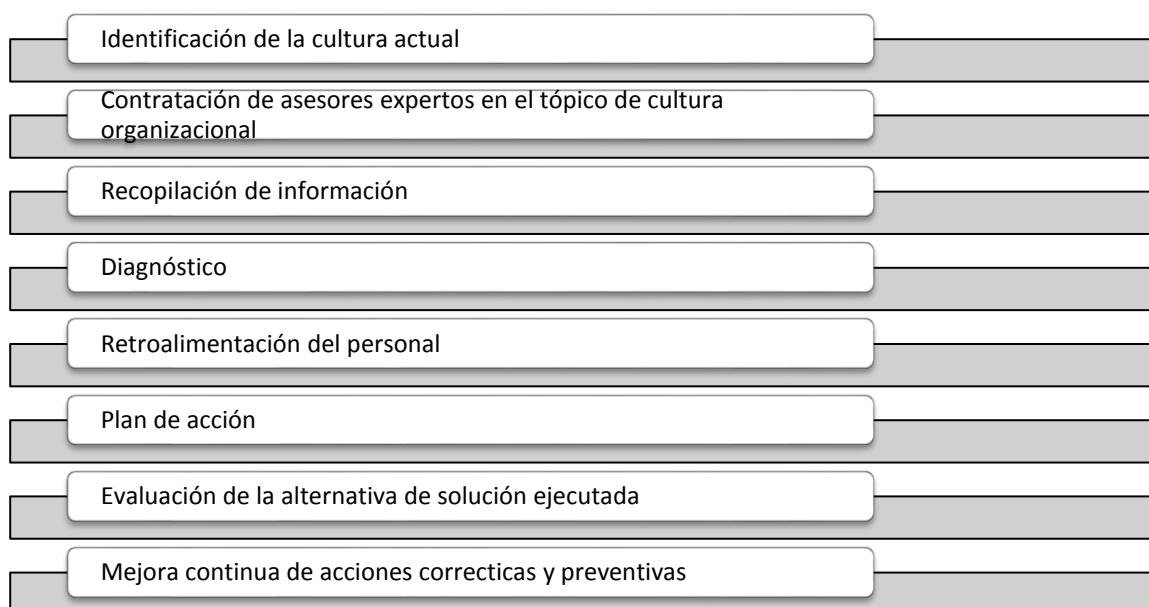 Identificación de la cultura actual
Contratación de asesores expertos en el tópico de cultura
organizacional
Recopilación de información
Diagnóstico
Retroalimentación del personal
Plan de acción
Evaluación de la alternativa de solución ejecutada
Mejora continua de acciones correcticas y preventivas